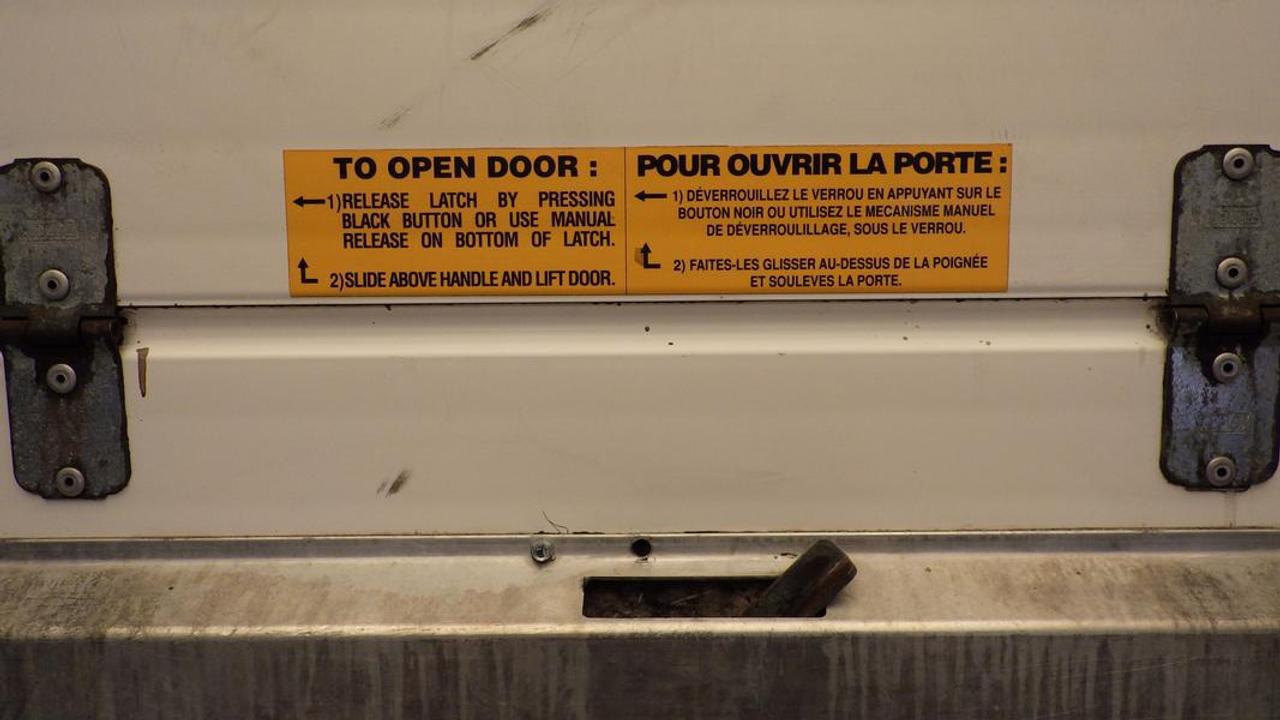 TO OPEN DOOR :
1)RELEASE LATCH BY PRESSING
BLACK BUTTON OR USE MANUAL
RELEASE ON BOTTOM OF LATCH.
2)SLIDE ABOVE HANDLE AND LIFT DOOR.
POUR OUVRIR LA PORTE :
1) DÉVERROUILLEZ LE VERROU EN APPUYANT SUR LE
BOUTON NOIR OU UTILISEZ LE MECANISME MANUEL
DE DÉVERROULILLAGE, SOUS LE VERROU.
2) FAITES-LES GLISSER AU-DESSUS DE LA POIGNÉE
ET SOULEVES LA PORTE.